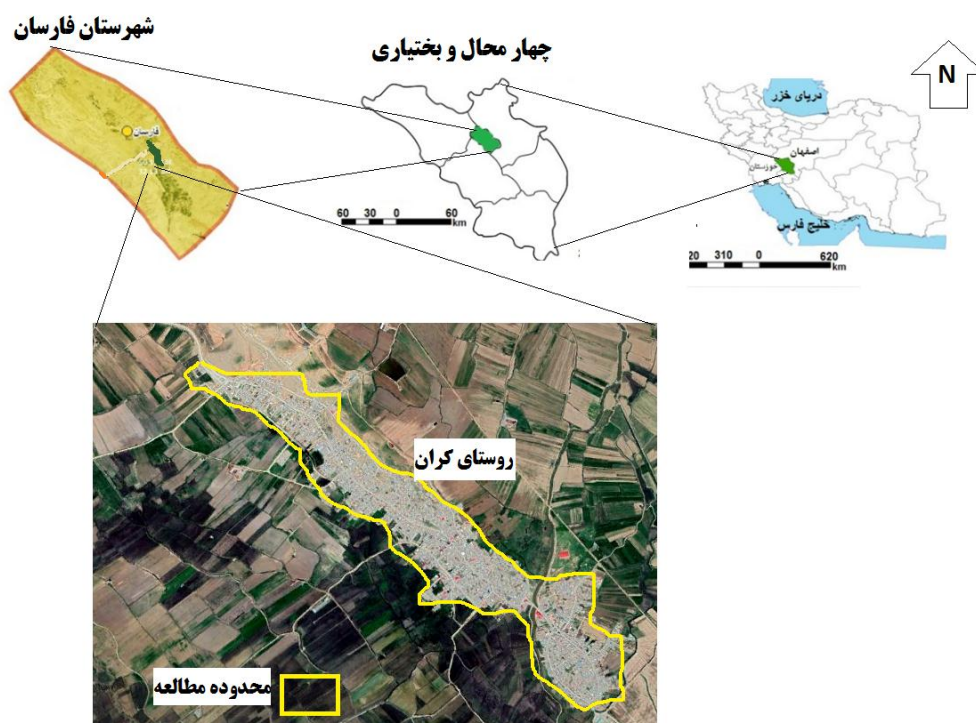 شهرستان فارسان
چهار محال و بختیاری
N
دریای خزر
اصفهان
خوزستان
خلیج فارس
فارسان
60 30 0 60
km
20 310 0 620
km
روستای کران
محدوده مطالعه